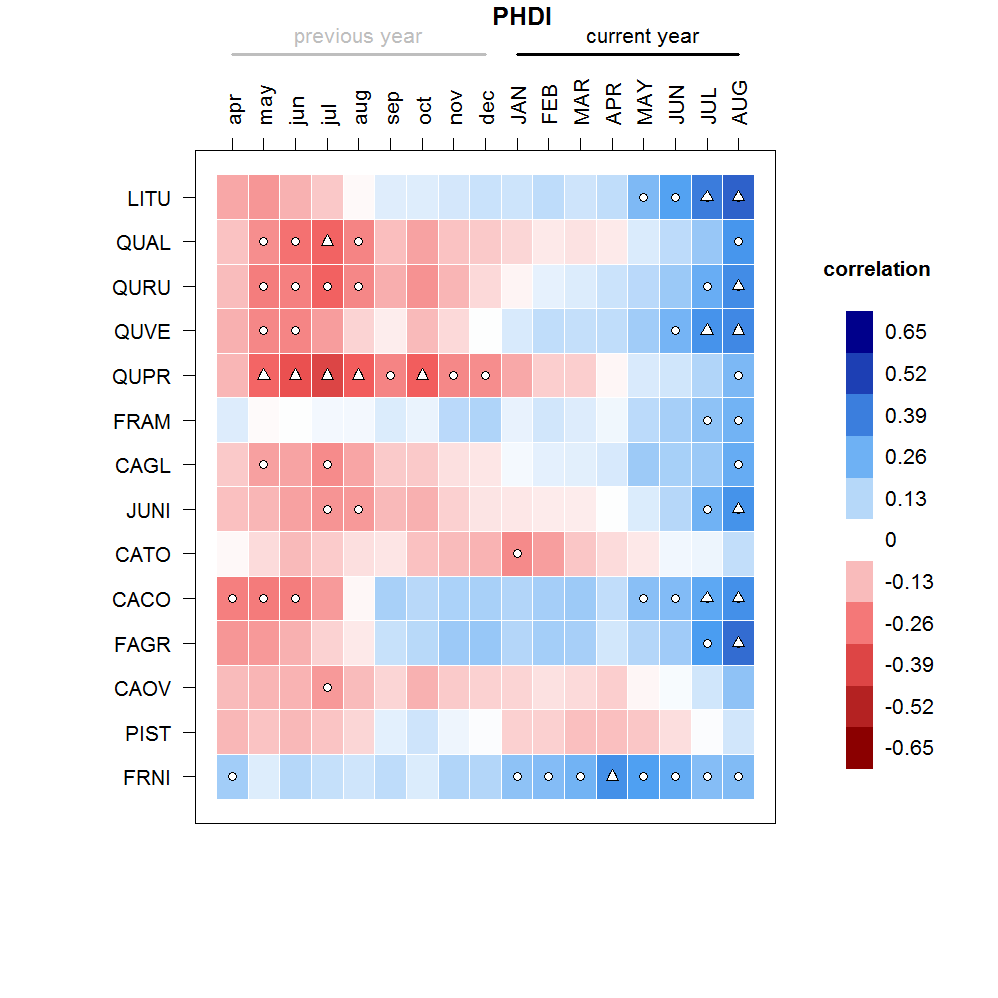 PHDI
previous year current year
apr may jun jul aug sep oct nov dec JAN FEB MAR APR MAY JUN JUL AUG
LITU
QUAL
QURU
QUVE
QUPR
FRAM
CAGL
JUNI
CATO
CACO
FAGR
CAOV
PIST
FRNI
correlation
0.65
0.52
0.39
0.26
0.13
0
-0.13
-0.26
-0.39
-0.52
-0.65